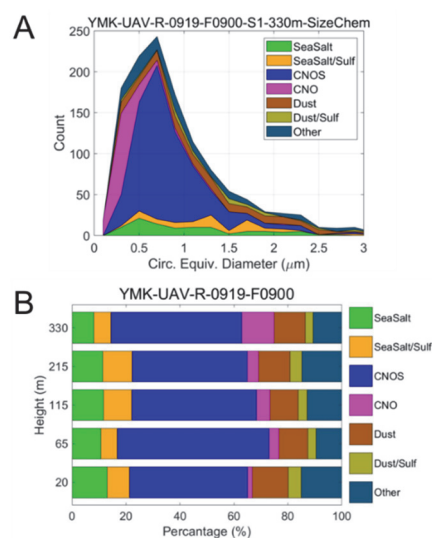 A
YMK-UAV-R-0919-F0900-S1-330m-SizeChem
250
200
150
100
50
0
Count
SeaSalt
SeaSalt/Sulf
CNOS
CNO
Dust
Dust/Sulf
Other
0 0.5 1 1.5 2 2.5 3
Circ. Equiv. Diameter (μm)
B
YMK-UAV-R-0919-F0900
Height (m)
330
215
115
65
20
SeaSalt
SeaSalt/Sulf
CNOS
CNO
Dust
Dust/Sulf
Other
0 20 40 60 80 100
Percentage (%)